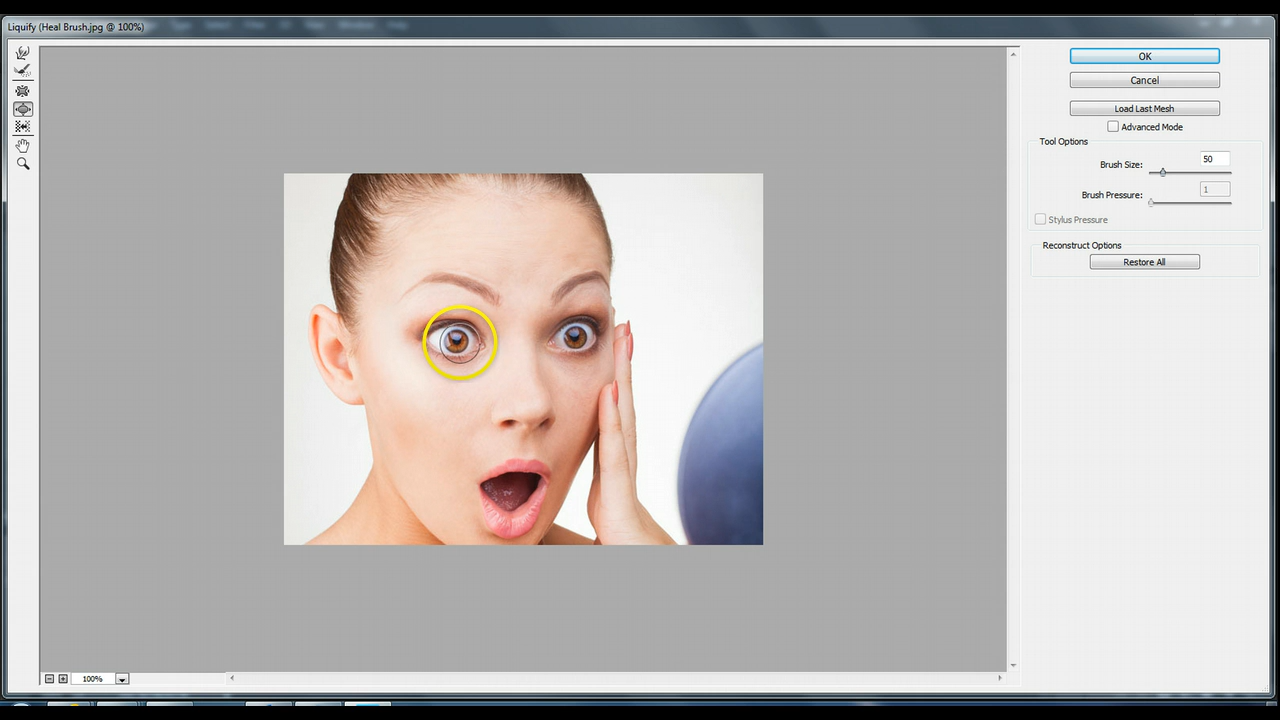 Liquify (Heal Brush.jpg @ 100%)
OK
Cancel
Load Last Mesh
Advanced Mode
Tool Options
Brush Size:
50
Brush Pressure:
1
Stylus Pressure
Reconstruct Options
Restore All
100%